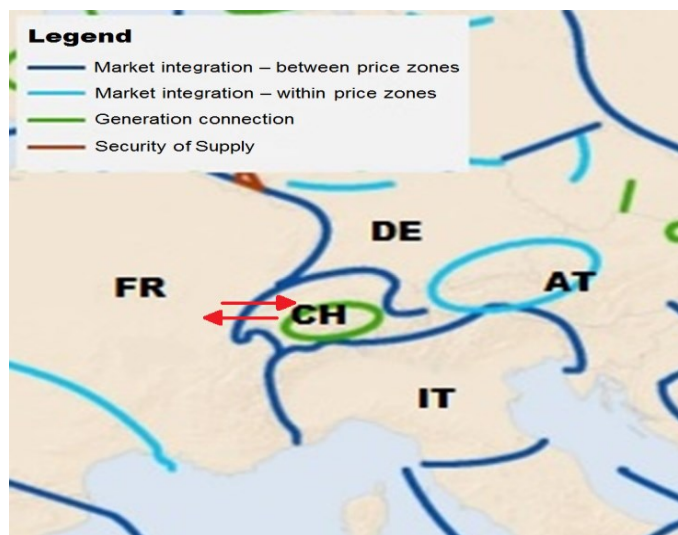 Legend
Market integration – between price zones
Market integration – within price zones
Generation connection
Security of Supply
DE
FR
AT
CH
IT